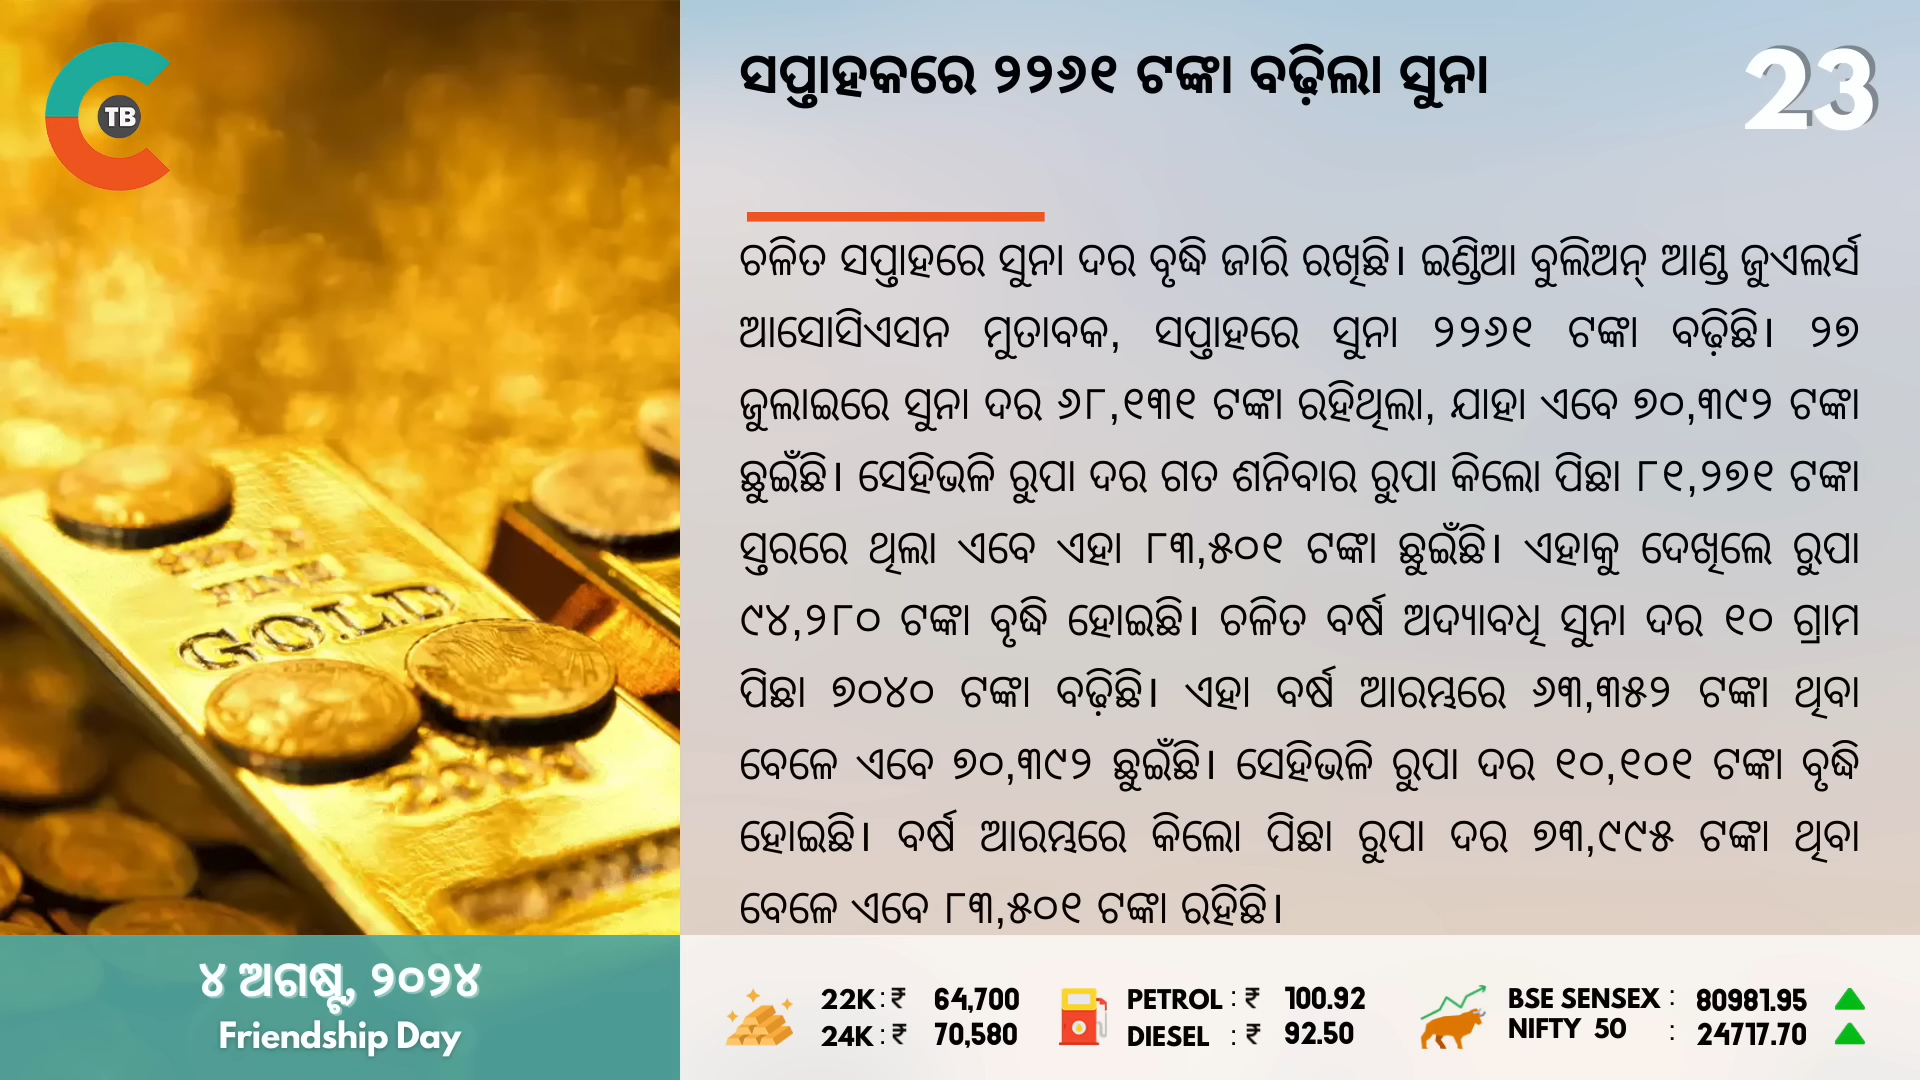 TB
ସପ୍ତାହକରେ ୨୨୬୧ ଟଙ୍କା ବଢ଼ିଲା ସୁନା
23
ଚଳିତ ସପ୍ତାହରେ ସୁନା ଦର ବୃଦ୍ଧି ଜାରି ରଖିଛି। ଇଣ୍ଡିଆ ବୁଲିଅନ୍ ଆଣ୍ଡ ଜୁଏଲର୍ସ
ଆସୋସିଏସନ ମୁତାବକ, ସପ୍ତାହରେ ସୁନା ୨୨୬୧ ଟଙ୍କା ବଢ଼ିଛି। ୨୭
ଜୁଲାଇରେ ସୁନା ଦର ୬୮,୧୩୧ ଟଙ୍କା ରହିଥିଲା, ଯାହା ଏବେ ୭୦,୩୯୨ ଟଙ୍କା
ଛୁଇଁଛି। ସେହିଭଳି ରୁପା ଦର ଗତ ଶନିବାର ରୁପା କିଲୋ ପିଛା ୮୧,୨୭୧ ଟଙ୍କା
ସ୍ତରରେ ଥିଲା ଏବେ ଏହା ୮୩,୫୦୧ ଟଙ୍କା ଛୁଇଁଛି। ଏହାକୁ ଦେଖିଲେ ରୁପା
୯୪,୨୮୦ ଟଙ୍କା ବୃଦ୍ଧି ହୋଇଛି। ଚଳିତ ବର୍ଷ ଅଦ୍ୟାବଧି ସୁନା ଦର ୧୦ ଗ୍ରାମ
ପିଛା ୭୦୪୦ ଟଙ୍କା ବଢ଼ିଛି। ଏହା ବର୍ଷ ଆରମ୍ଭରେ ୬୩,୩୫୨ ଟଙ୍କା ଥିବା
ବେଳେ ଏବେ ୭୦,୩୯୨ ଛୁଇଁଛି। ସେହିଭଳି ରୁପା ଦର ୧୦,୧୦୧ ଟଙ୍କା ବୃଦ୍ଧି
ହୋଇଛି। ବର୍ଷ ଆରମ୍ଭରେ କିଲୋ ପିଛା ରୁପା ଦର ୭୩,୯୯୫ ଟଙ୍କା ଥିବା
ବେଳେ ଏବେ ୮୩,୫୦୧ ଟଙ୍କା ରହିଛି।
FINE
GOLD
୪ ଅଗଷ୍ଟ, ୨୦୨୪
Friendship Day
22K : ₹ 64,700
24K : ₹ 70,580
PETROL : ₹ 100.92
DIESEL : ₹ 92.50
BSE SENSEX : 80981.95
NIFTY 50 : 24717.70